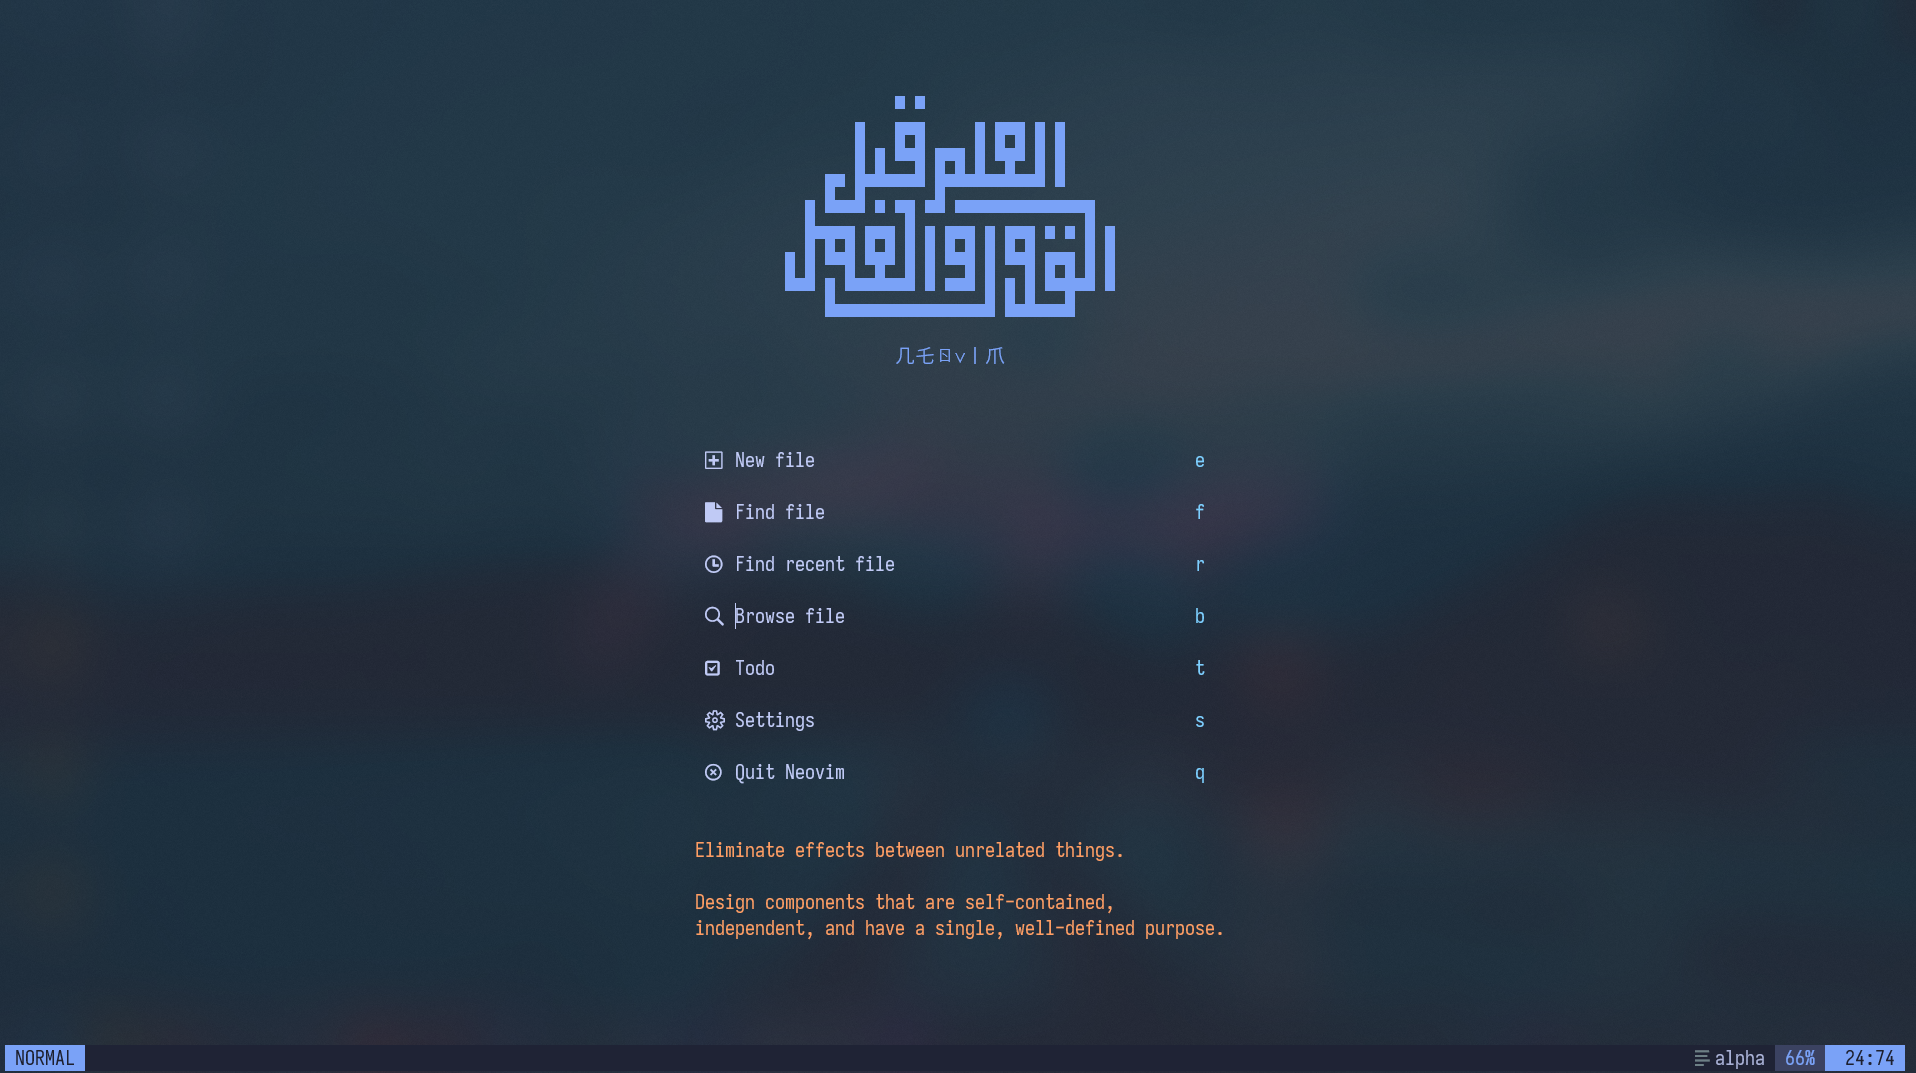 العلم قبل
القول والعمل
几乇ㄖᐯ丨爪
New file e
Find file f
Find recent file r
Browse file b
Todo t
Settings s
Quit Neovim q
Eliminate effects between unrelated things.
Design components that are self-contained,
independent, and have a single, well-defined purpose.
NORMAL alpha 66% 24:74